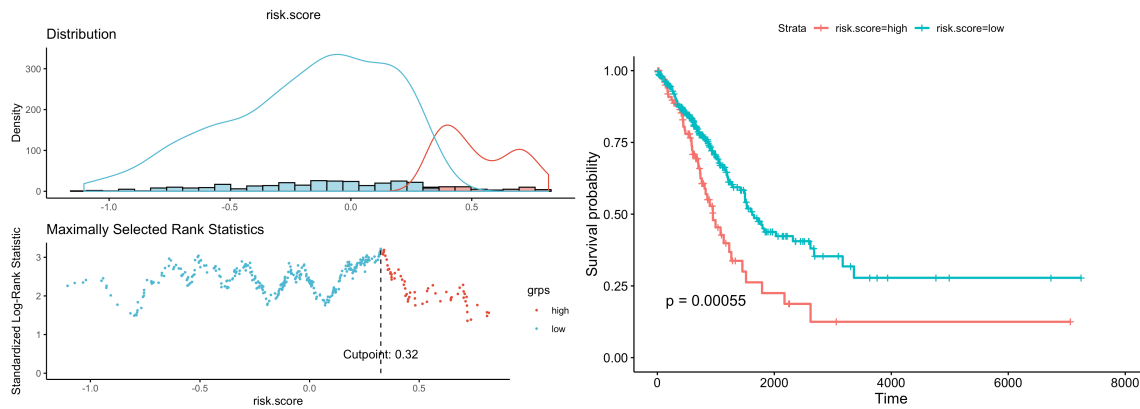 risk.score
Distribution
Density
300
200
100
0
-1.0 -0.5 0.0 0.5
Maximally Selected Rank Statistics
Standardized Log-Rank Statistic
3
2
1
0
Cutpoint: 0.32
-1.0 -0.5 0.0 0.5
risk.score
grps
high
low
Strata risk.score=high risk.score=low
Survival probability
1.00
0.75
0.50
0.25
0.00
p = 0.00055
0 2000 4000 6000 8000
Time